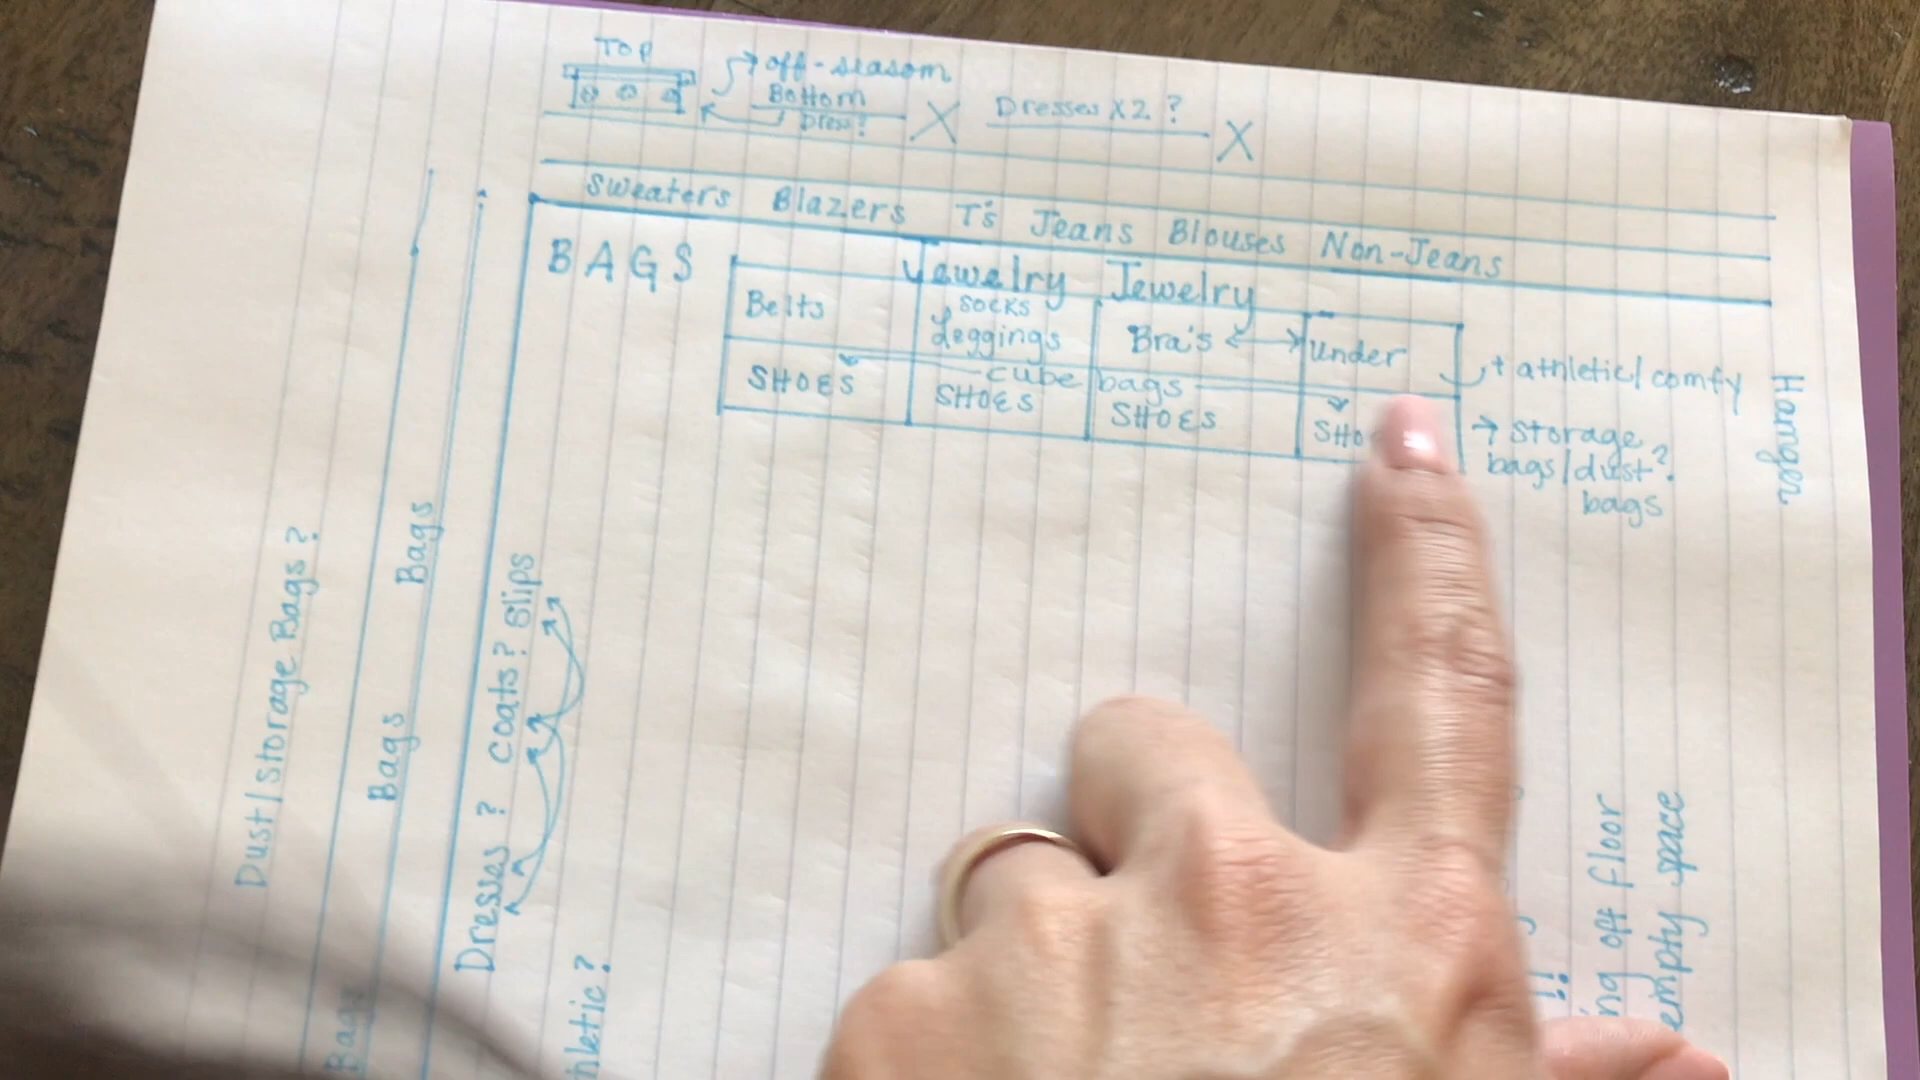 Top
off-season
Bottom
Dress?
X
Dresses x2 ?
X
Sweaters Blazers T's Jeans Blouses Non-Jeans
BAGS
Jewelry Jewelry
Belts
socks
Leggings
Bra's
under
+ athletic/comfy
cube bags
SHOES
SHOES
SHOES
→ storage
bags/dust?
bags
Hanger
Dust/storage Bags?
Bags
Bags
Bags
Dresses? coats? slips
off floor
empty space